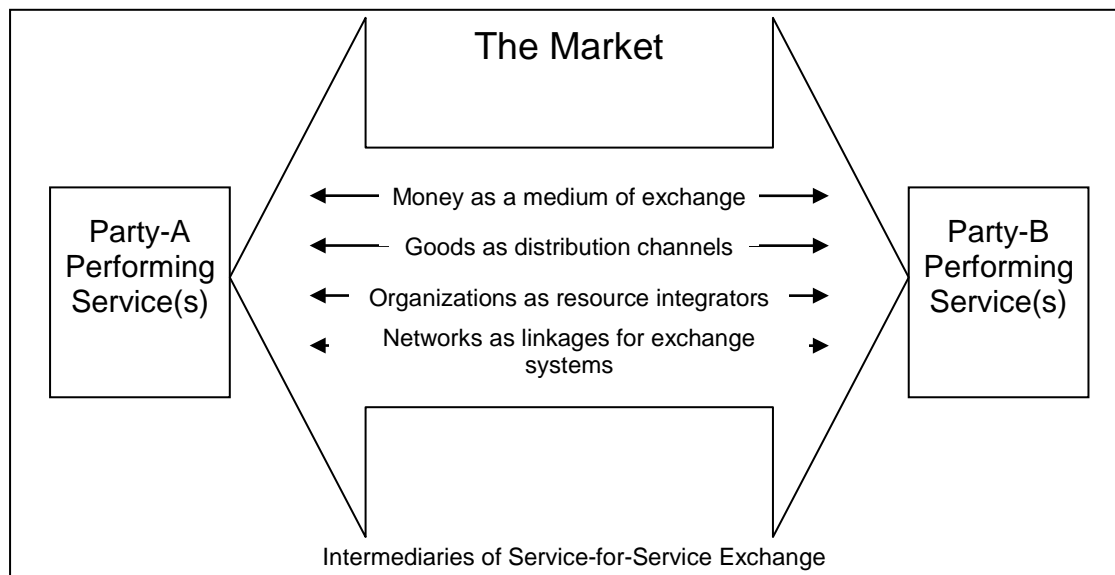 The Market
Money as a medium of exchange
Party-A
Performing
Service(s)
Goods as distribution channels
Organizations as resource integrators
Networks as linkages for exchange
systems
Party-B
Performing
Service(s)
Intermediaries of Service-for-Service Exchange